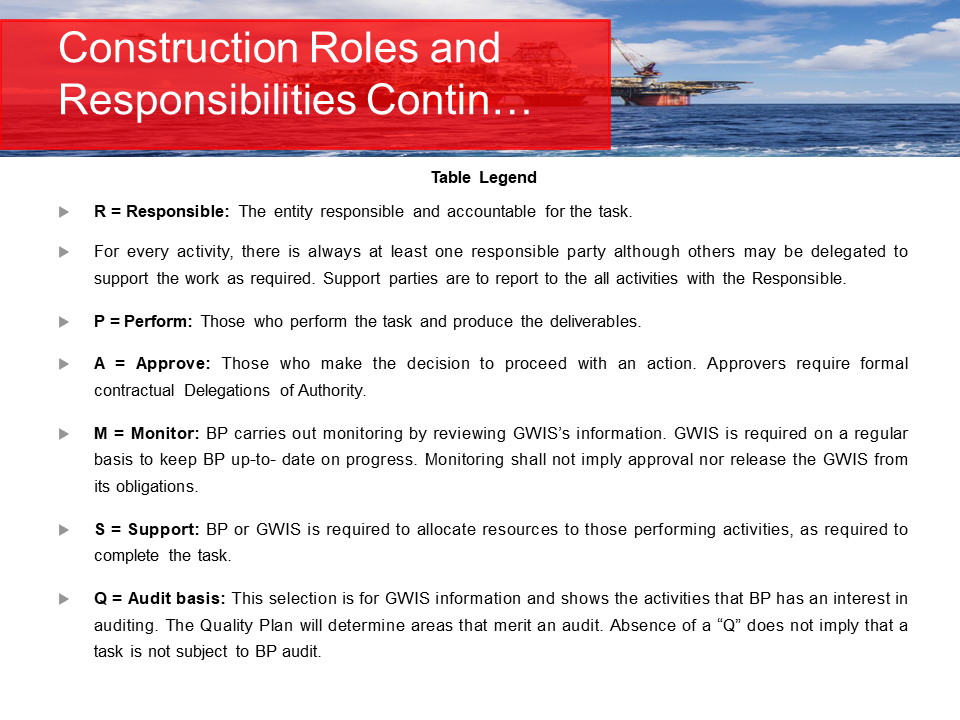 Construction Roles and
Responsibilities Contin…
Table Legend
R = Responsible: The entity responsible and accountable for the task.
For every activity, there is always at least one responsible party although others may be delegated to
support the work as required. Support parties are to report to the all activities with the Responsible.
P = Perform: Those who perform the task and produce the deliverables.
A = Approve: Those who make the decision to proceed with an action. Approvers require formal
contractual Delegations of Authority.
M = Monitor: BP carries out monitoring by reviewing GWIS’s information. GWIS is required on a regular
basis to keep BP up-to- date on progress. Monitoring shall not imply approval nor release the GWIS from
its obligations.
S = Support: BP or GWIS is required to allocate resources to those performing activities, as required to
complete the task.
Q = Audit basis: This selection is for GWIS information and shows the activities that BP has an interest in
auditing. The Quality Plan will determine areas that merit an audit. Absence of a “Q” does not imply that a
task is not subject to BP audit.